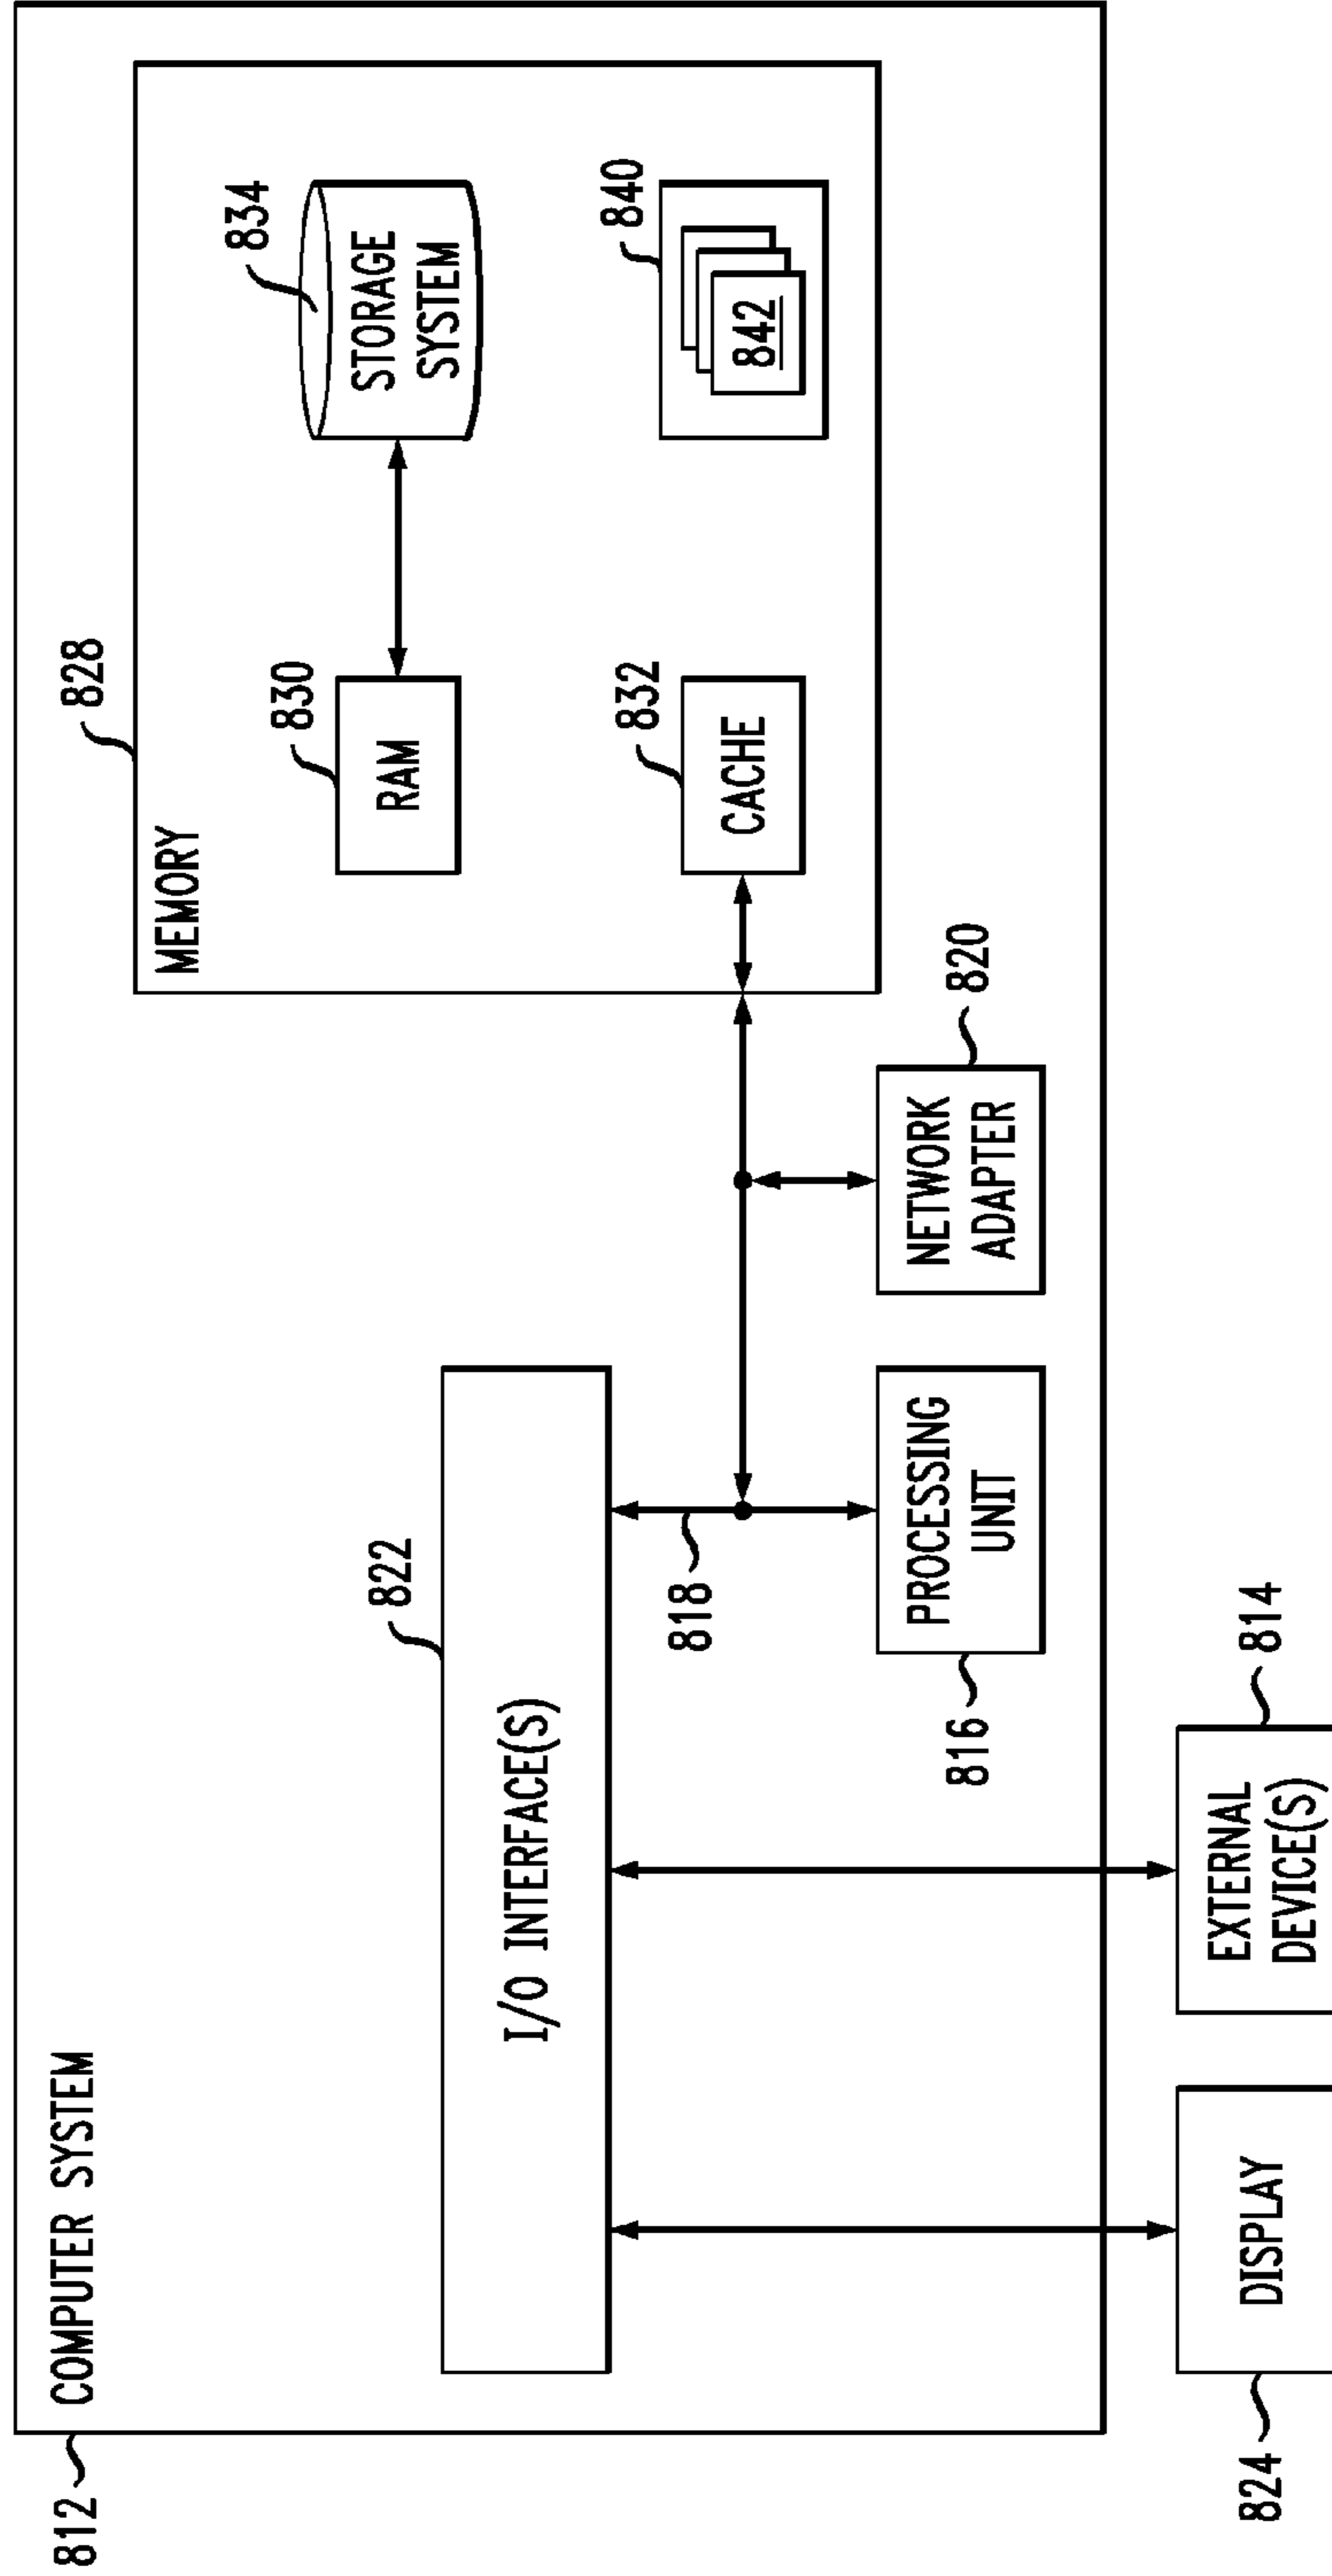 812
COMPUTER SYSTEM
828
MEMORY
834
830
STORAGE
SYSTEM
RAM
822
840
832
I/O INTERFACE(S)
818
CACHE
842
PROCESSING
UNIT
NETWORK
ADAPTER
816
820
824
DISPLAY
EXTERNAL
DEVICE(S)
814